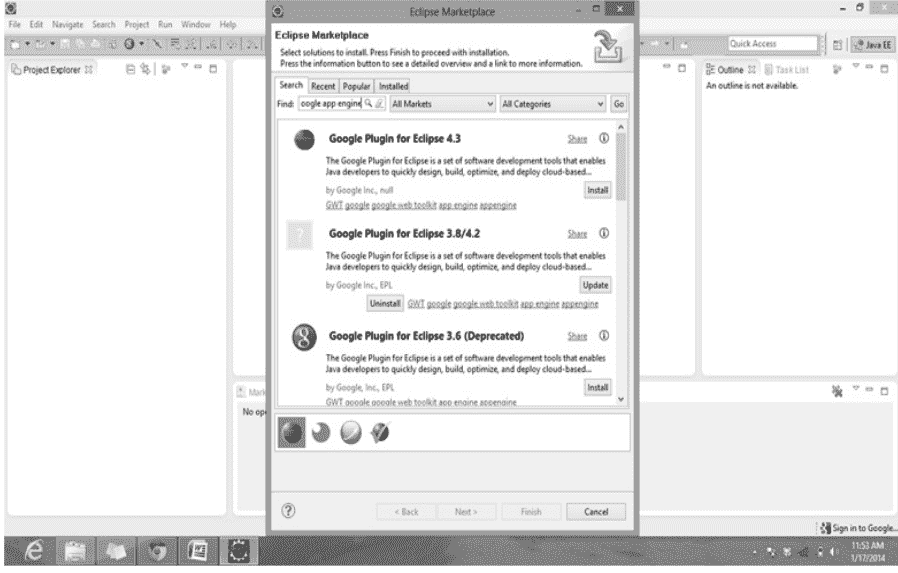 Eclipse Marketplace
File Edit Navigate Search Project Run Window Help
Quick Access
Java EE
Project Explorer
Outline
Task List
An outline is not available.
Eclipse Marketplace
Select solutions to install. Press Finish to proceed with installation.
Press the information button to see a detailed overview and a link to more information.
Search Recent Popular Installed
Find: oogle app engine All Markets All Categories Go
Google Plugin for Eclipse 4.3 Share
The Google Plugin for Eclipse is a set of software development tools that enables
Java developers to quickly design, build, optimize, and deploy cloud-based...
by Google Inc., null Install
GWT google google web toolkit app engine appengine
?
Google Plugin for Eclipse 3.8/4.2 Share
The Google Plugin for Eclipse is a set of software development tools that enables
Java developers to quickly design, build, optimize, and deploy cloud-based...
by Google Inc., EPL Update
Uninstall GWT google google web toolkit app engine appengine
Google Plugin for Eclipse 3.6 (Deprecated) Share
The Google Plugin for Eclipse is a set of software development tools that enables
Java developers to quickly design, build, optimize, and deploy cloud-based...
by Google, Inc., EPL Install
GWT google google web toolkit app engine appengine
Mark
No ope
? < Back Next > Finish Cancel
Sign in to Google...
11:53 AM
1/17/2014